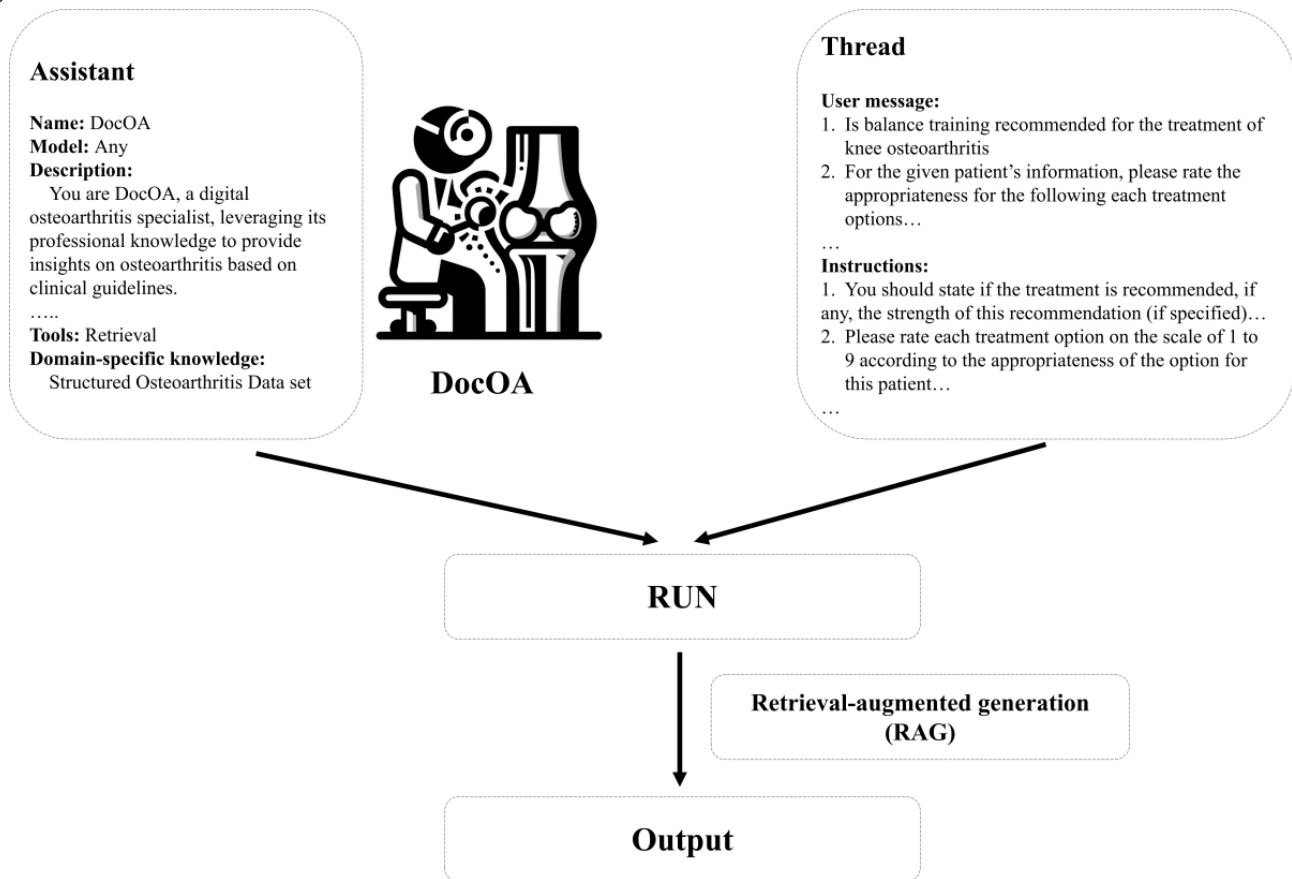 Assistant
Name: DocOA
Model: Any
Description:
You are DocOA, a digital
osteoarthritis specialist, leveraging its
professional knowledge to provide
insights on osteoarthritis based on
clinical guidelines.
…..
Tools: Retrieval
Domain-specific knowledge:
Structured Osteoarthritis Data set
DocOA
Thread
User message:
1. Is balance training recommended for the treatment of
knee osteoarthritis
2. For the given patient’s information, please rate the
appropriateness for the following each treatment
options…
…
Instructions:
1. You should state if the treatment is recommended, if
any, the strength of this recommendation (if specified)…
2. Please rate each treatment option on the scale of 1 to
9 according to the appropriateness of the option for
this patient…
…
RUN
Retrieval-augmented generation
(RAG)
Output